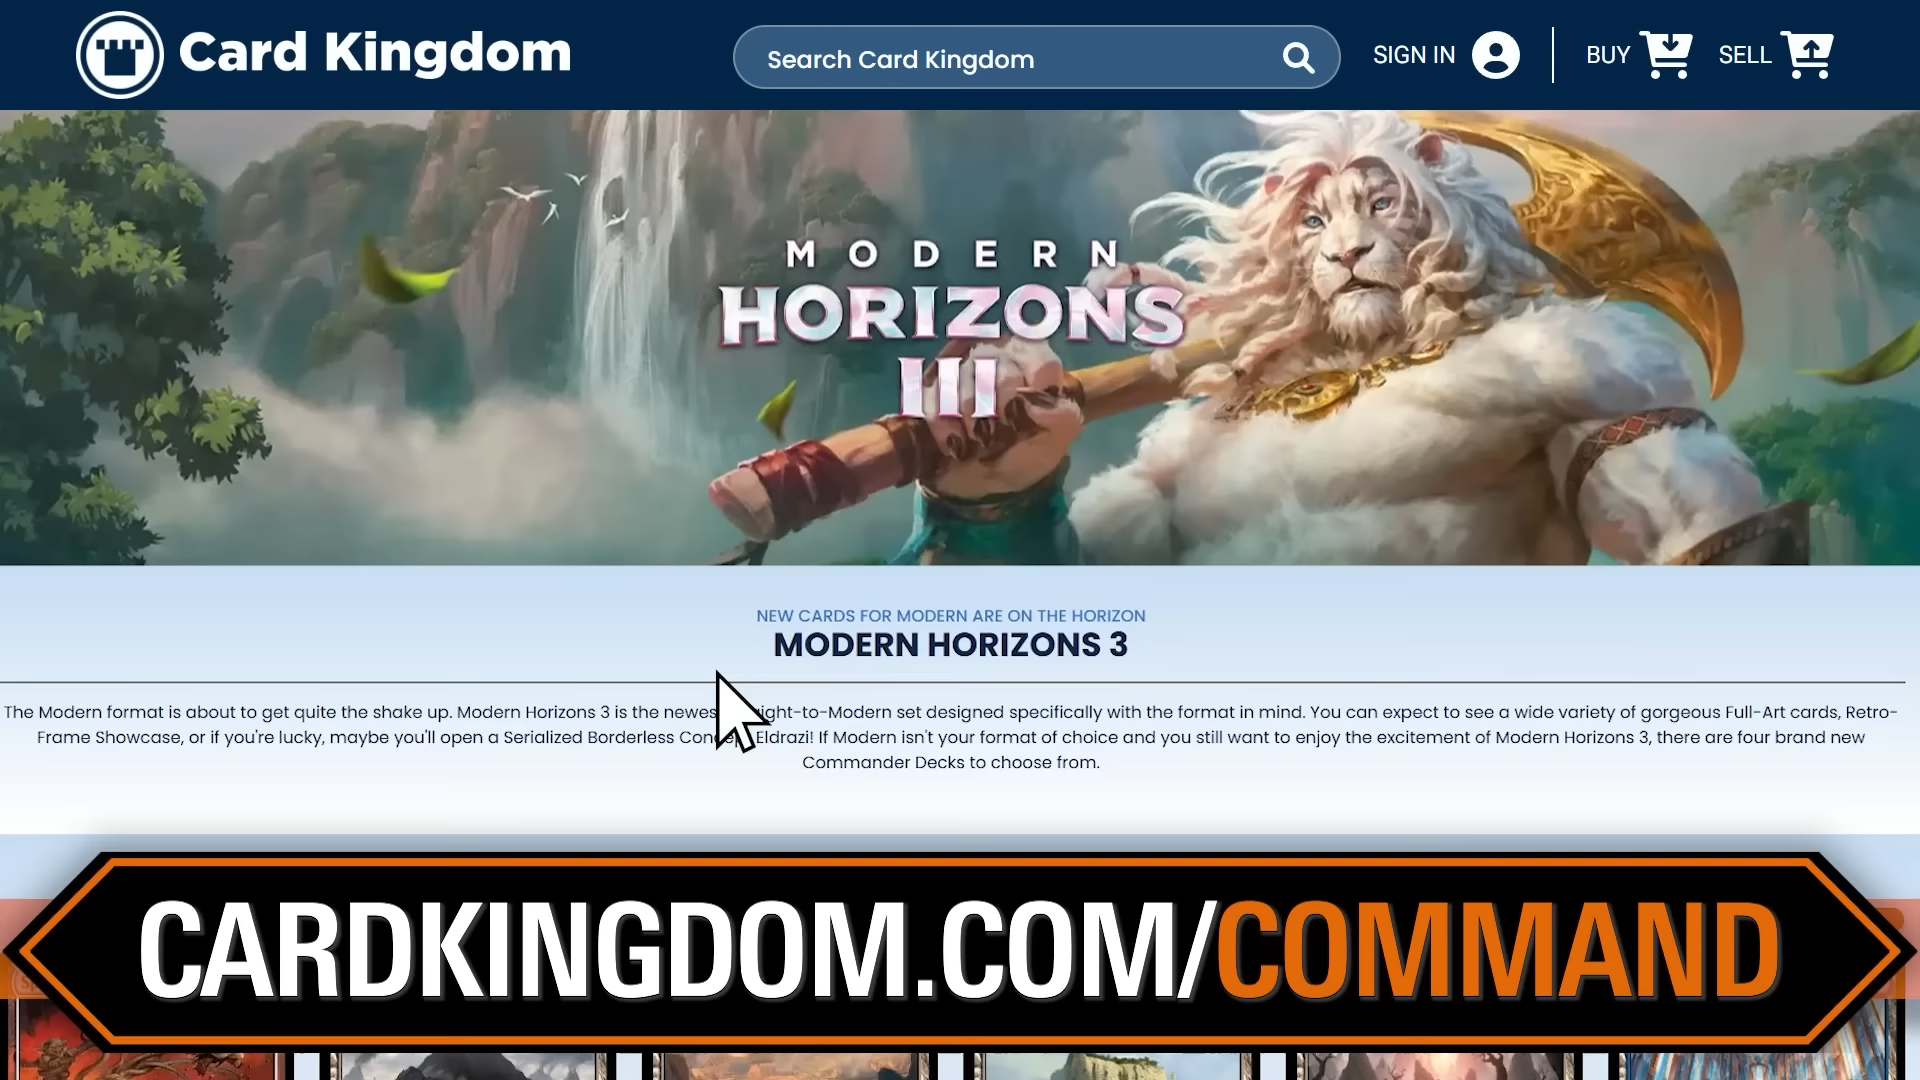 Card Kingdom
Search Card Kingdom
SIGN IN
BUY
SELL
MODERN
HORIZONS
III
NEW CARDS FOR MODERN ARE ON THE HORIZON
MODERN HORIZONS 3
The Modern format is about to get quite the shake up. Modern Horizons 3 is the ight-to-Modern set designed specifically with the format in mind. You can expect to see a wide variety of gorgeous Full-Art cards, Retro-
Frame Showcase, or if you're lucky, maybe you'll open a Serialized Borderless Eldrazi! If Modern isn't your format of choice and you still want to enjoy the excitement of Modern Horizons 3, there are four brand new
Commander Decks to choose from.
CARDKINGDOM.COM/COMMAND